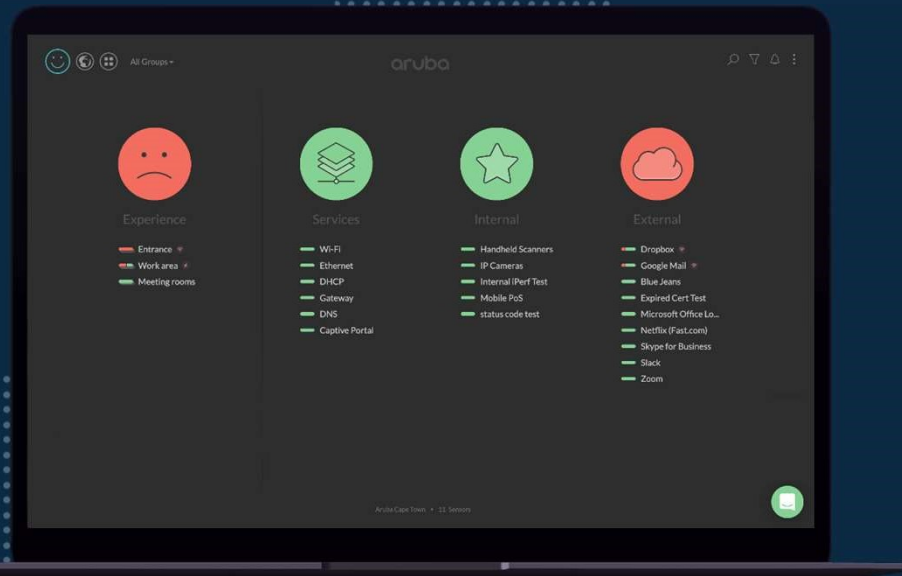 All Groups
aruba
Experience
Entrance
Work area
Meeting rooms
Services
Wi-Fi
Ethernet
DHCP
Gateway
DNS
Captive Portal
Internal
Handheld Scanners
IP Cameras
Internal iPerf Test
Mobile PoS
status code test
External
Dropbox
Google Mail
Blue Jeans
Expired Cert Test
Microsoft Office Lo...
Netflix (Fast.com)
Skype for Business
Slack
Zoom
Aruba Cape Town • 11 Sensors